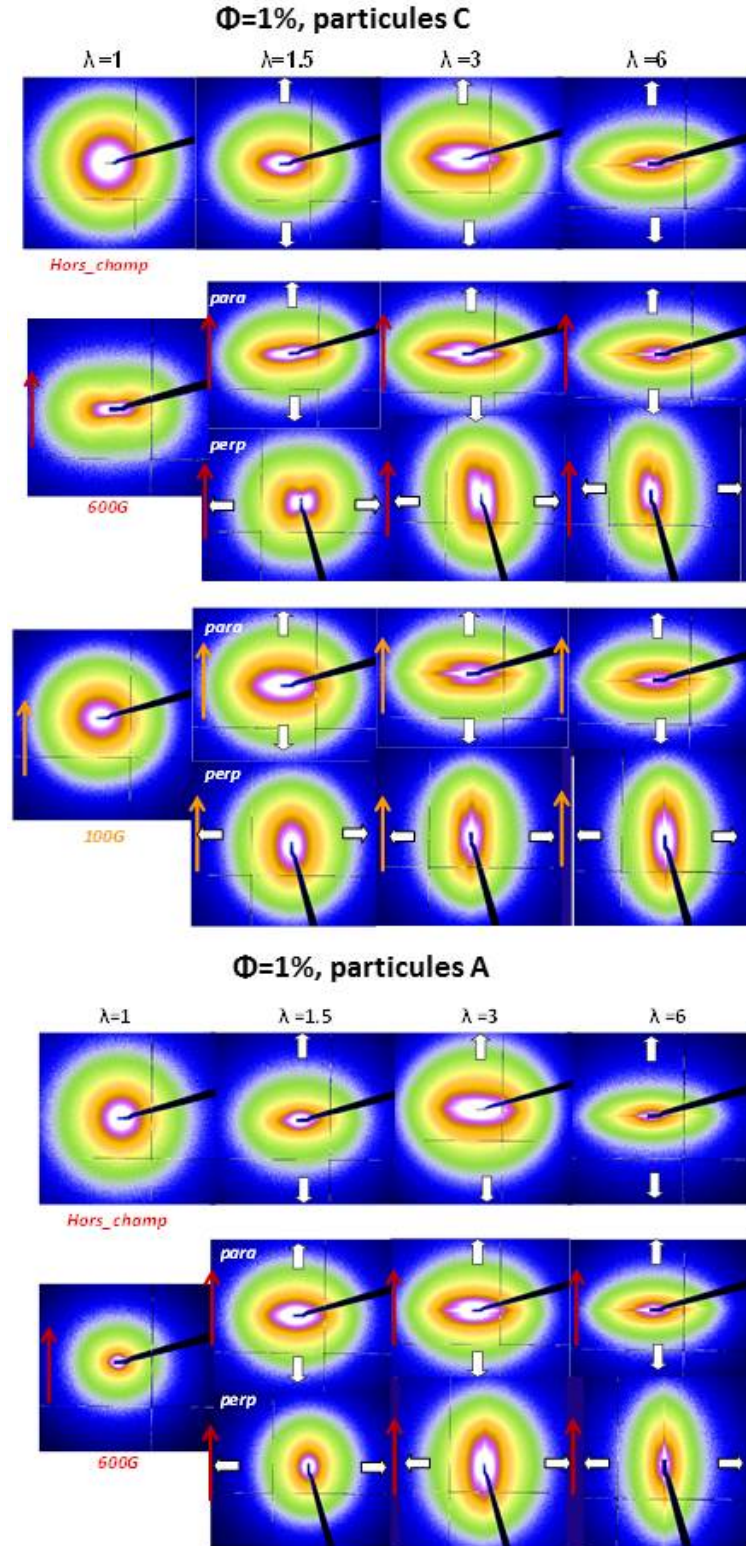 Φ=1%, particules C
λ =1 λ=1.5 λ =3 λ =6
Hors_champ
para
600G
perp
para
100G
perp
Φ=1%, particules A
λ=1 λ =1.5 λ =3 λ =6
Hors_champ
para
600G
perp